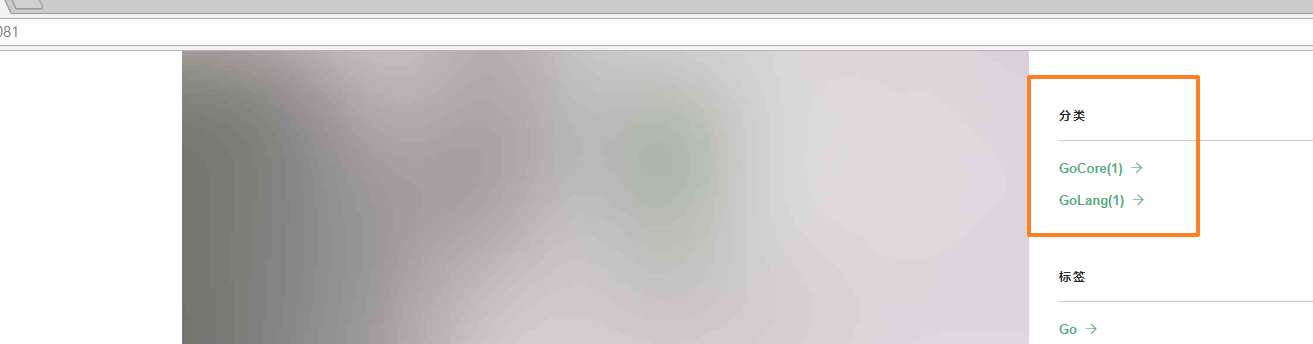 081
分类
GoCore(1) →
GoLang(1) →
标签
Go →